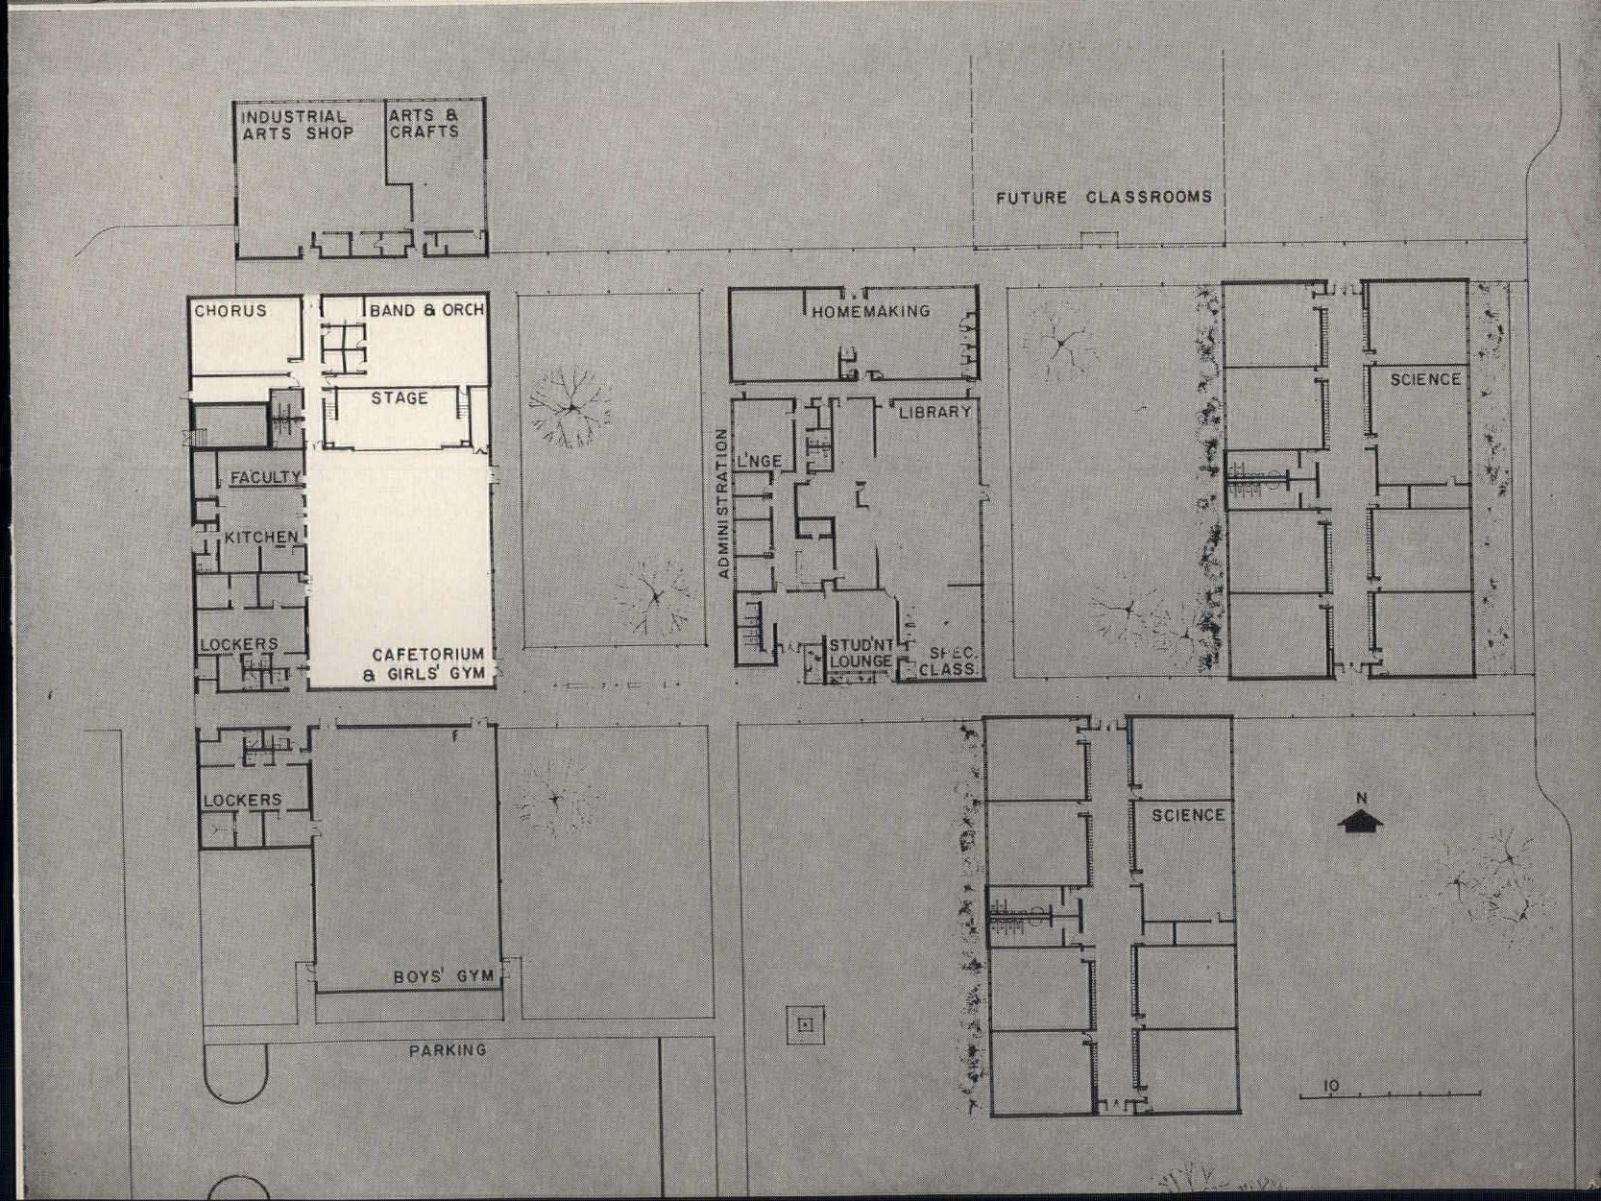 INDUSTRIAL
ARTS SHOP
ARTS &
CRAFTS
FUTURE CLASSROOMS
CHORUS
BAND & ORCH
HOMEMAKING
STAGE
SCIENCE
LIBRARY
ADMINISTRATION
L'NGE
FACULTY
KITCHEN
LOCKERS
CAFETORIUM
& GIRLS' GYM
STUD'NT
LOUNGE
SPEC.
CLASS.
LOCKERS
SCIENCE
N
BOYS' GYM
PARKING
10